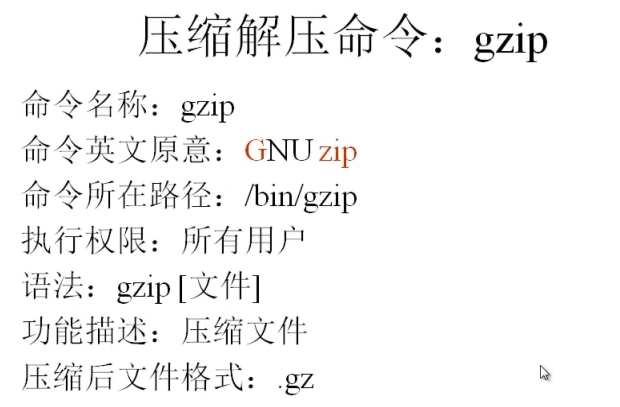 压缩解压命令：gzip
命令名称：gzip
命令英文原意：GNU zip
命令所在路径：/bin/gzip
执行权限：所有用户
语法：gzip [文件]
功能描述：压缩文件
压缩后文件格式：.gz